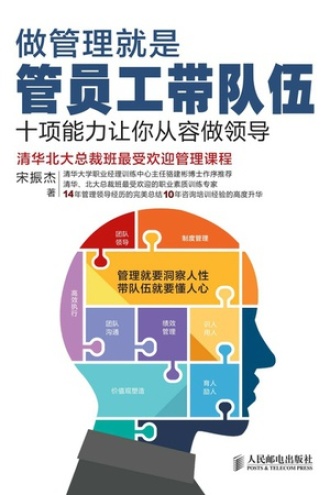 做管理就是
管员工带队伍
十项能力让你从容做领导
清华北大总裁班最受欢迎管理课程
宋振杰
著
清华大学职业经理训练中心主任骆建彬博士作序推荐
清华、北大总裁班最受欢迎的职业素质训练专家
14年管理领导经历的完美总结10年咨询培训经验的高度升华
团队
领导
制度管理
高效执行
管理就要洞察人性
带队伍就要懂人心
团队
沟通
绩效
管理
识人
用人
价值观塑造
育人
励人
人民邮电出版社
POSTS & TELECOM PRESS